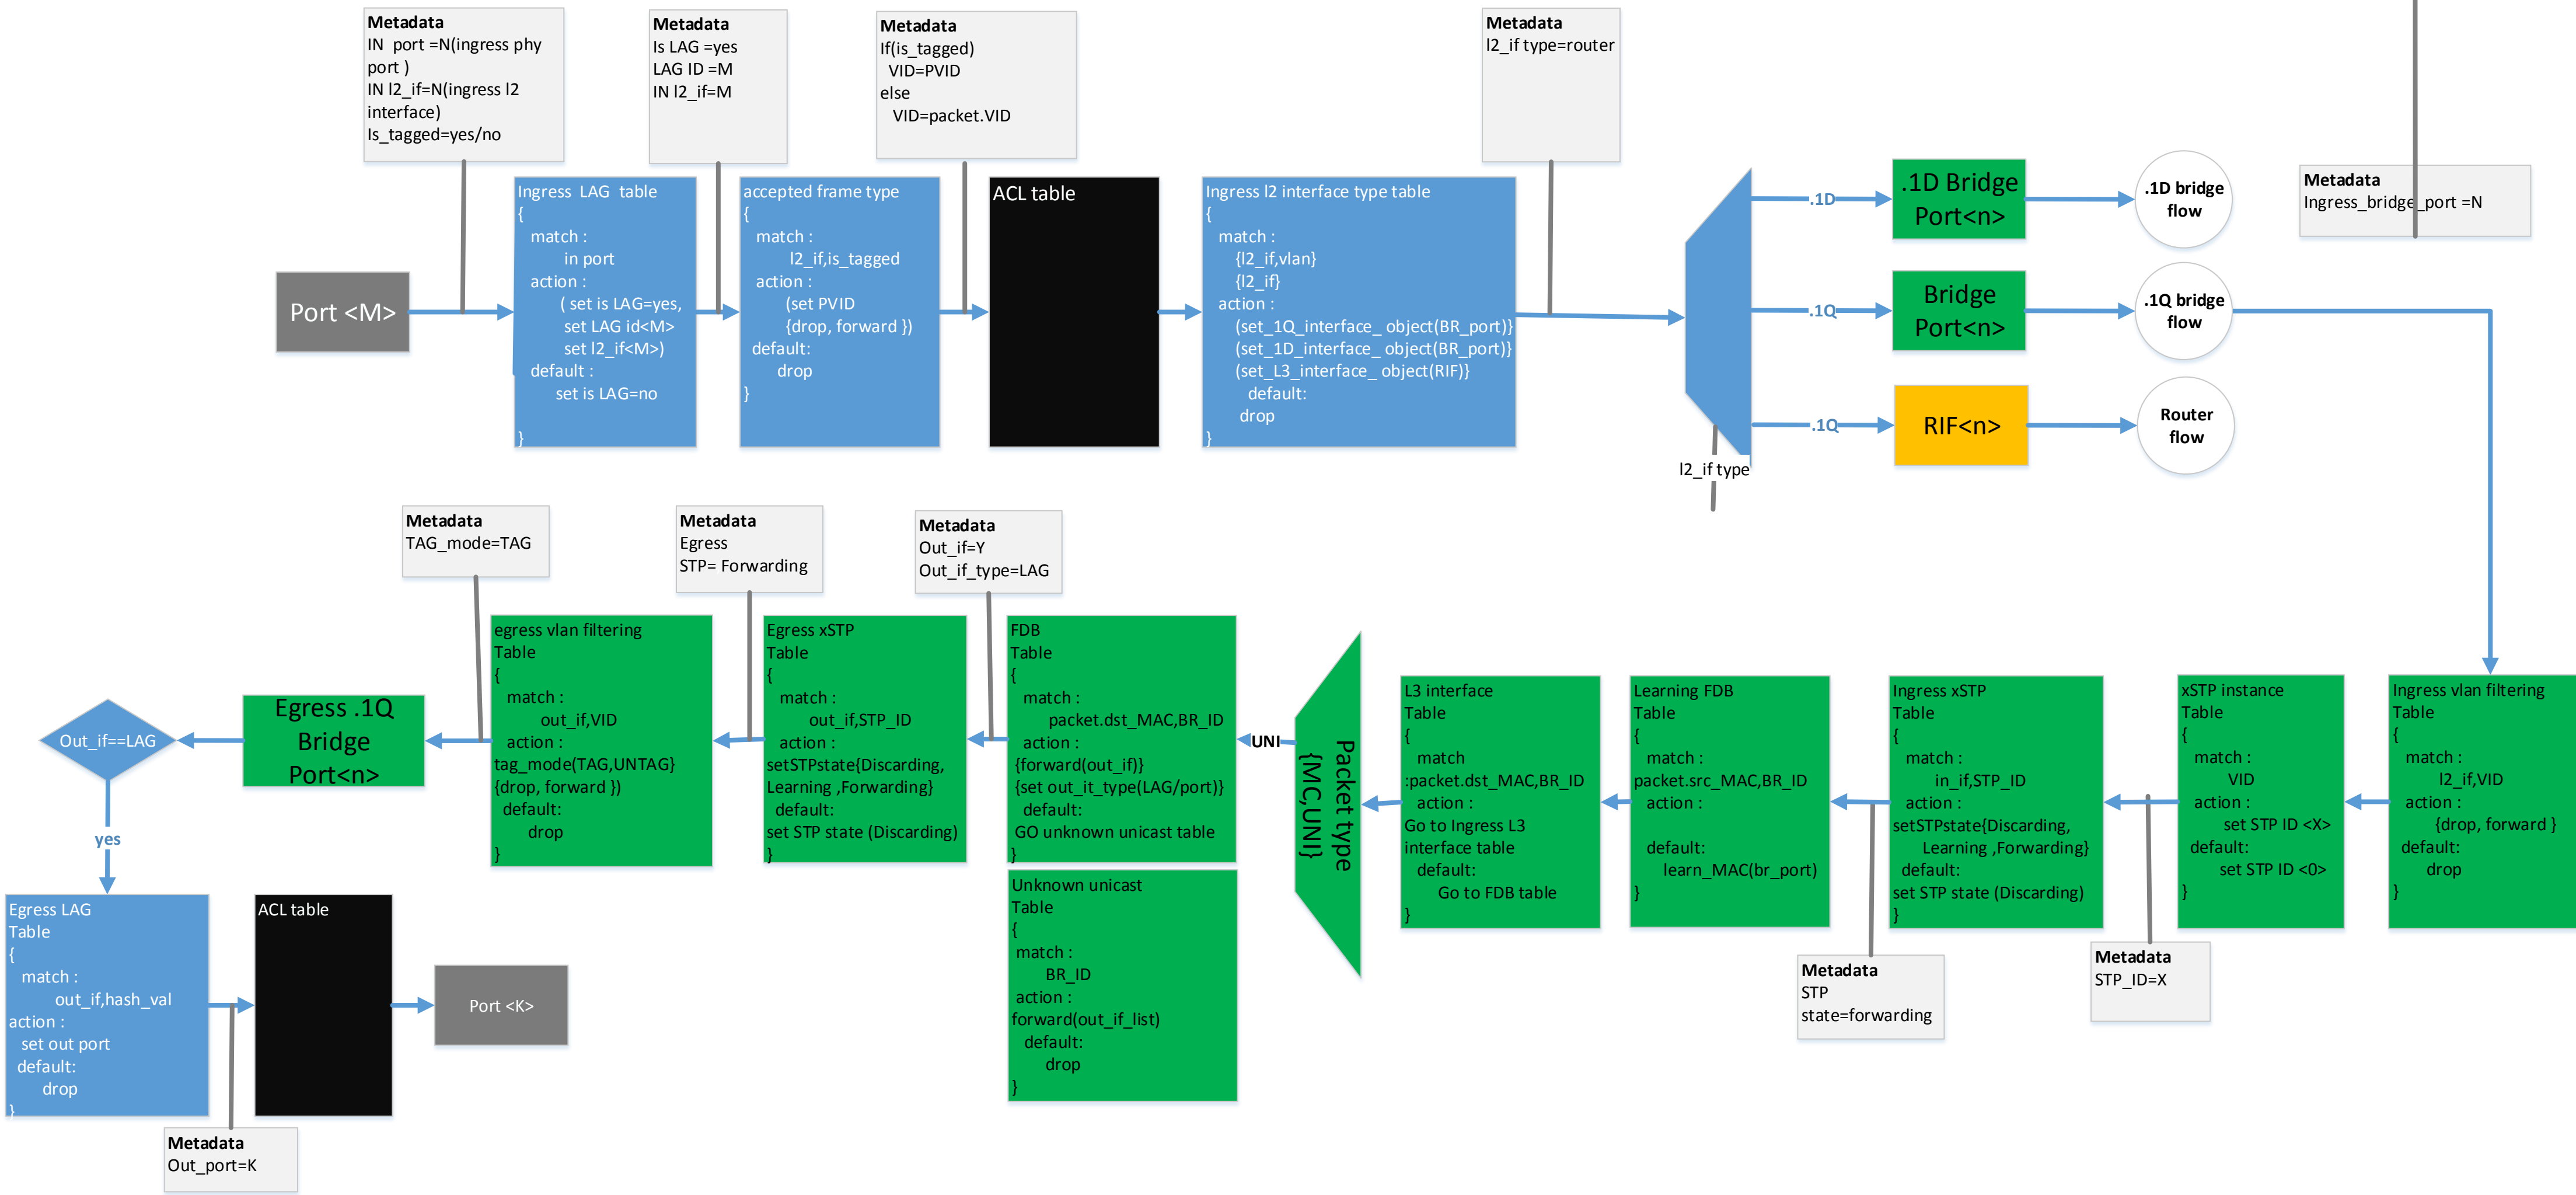 Metadata
IN port =N(ingress phy
port )
IN l2_if=N(ingress l2
interface)
Is_tagged=yes/no
Metadata
Is LAG =yes
LAG ID =M
IN l2_if=M
Metadata
If(is_tagged)
VID=PVID
else
VID=packet.VID
Metadata
l2_if type=router
Port <M>
Ingress LAG table
{
match :
in port
action :
( set is LAG=yes,
set LAG id<M>
set l2_if<M>)
default :
set is LAG=no
}
accepted frame type
{
match :
l2_if,is_tagged
action :
(set PVID
{drop, forward })
default:
drop
}
ACL table
Ingress l2 interface type table
{
match :
{l2_if,vlan}
{l2_if}
action :
(set_1Q_interface_ object(BR_port)}
(set_1D_interface_ object(BR_port)}
(set_L3_interface_ object(RIF)}
default:
drop
}
l2_if type
.1D
.1D Bridge
Port<n>
.1D bridge
flow
.1Q
Bridge
Port<n>
.1Q bridge
flow
.1Q
RIF<n>
Router
flow
Metadata
Ingress_bridge_port =N
Metadata
TAG_mode=TAG
Metadata
Egress
STP= Forwarding
Metadata
Out_if=Y
Out_if_type=LAG
Ingress vlan filtering
Table
{
match :
l2_if,VID
action :
{drop, forward }
default:
drop
}
xSTP instance
Table
{
match :
VID
action :
set STP ID <X>
default:
set STP ID <0>
}
Metadata
STP_ID=X
Ingress xSTP
Table
{
match :
in_if,STP_ID
action :
setSTPstate{Discarding,
Learning ,Forwarding}
default:
set STP state (Discarding)
}
Metadata
STP
state=forwarding
Learning FDB
Table
{
match :
packet.src_MAC,BR_ID
action :
default:
learn_MAC(br_port)
}
L3 interface
Table
{
match
:packet.dst_MAC,BR_ID
action :
Go to Ingress L3
interface table
default:
Go to FDB table
}
Packet type
{MC,UNI}
UNI
FDB
Table
{
match :
packet.dst_MAC,BR_ID
action :
{forward(out_if)}
{set out_it_type(LAG/port)}
default:
GO unknown unicast table
}
Unknown unicast
Table
{
match :
BR_ID
action :
forward(out_if_list)
default:
drop
}
Egress xSTP
Table
{
match :
out_if,STP_ID
action :
setSTPstate{Discarding,
Learning ,Forwarding}
default:
set STP state (Discarding)
}
egress vlan filtering
Table
{
match :
out_if,VID
action :
tag_mode(TAG,UNTAG}
{drop, forward })
default:
drop
}
Egress .1Q
Bridge
Port<n>
Out_if==LAG
yes
Egress LAG
Table
{
match :
out_if,hash_val
action :
set out port
default:
drop
}
ACL table
Port <K>
Metadata
Out_port=K